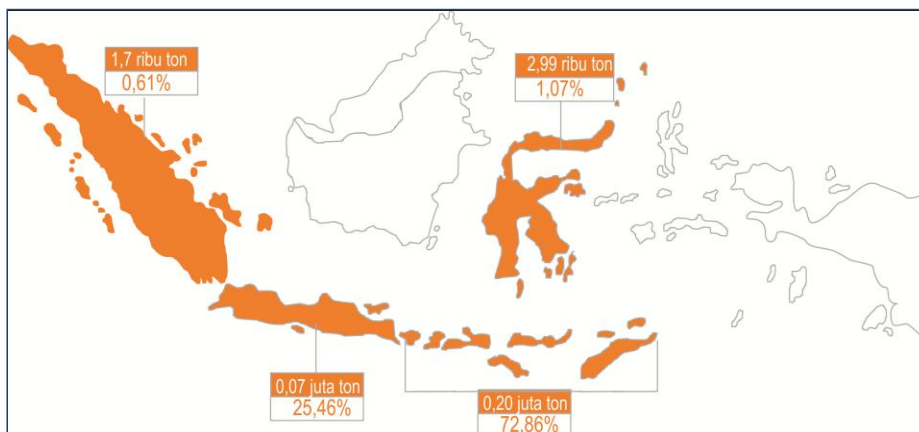 1,7 ribu ton
0,61%
2,99 ribu ton
1,07%
0,07 juta ton
25,46%
0,20 juta ton
72,86%